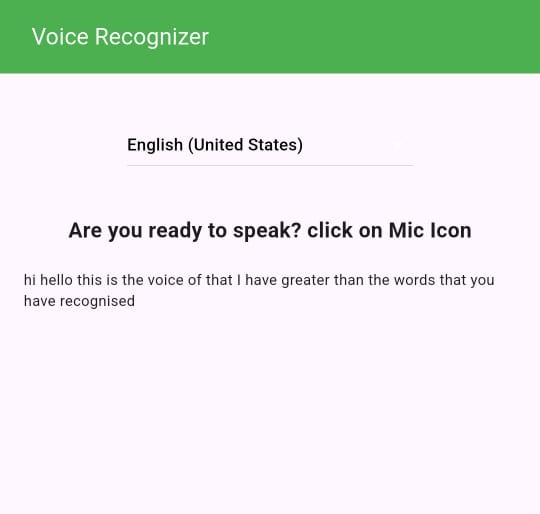 Voice Recognizer
English (United States)
Are you ready to speak? click on Mic Icon
hi hello this is the voice of that I have greater than the words that you
have recognised